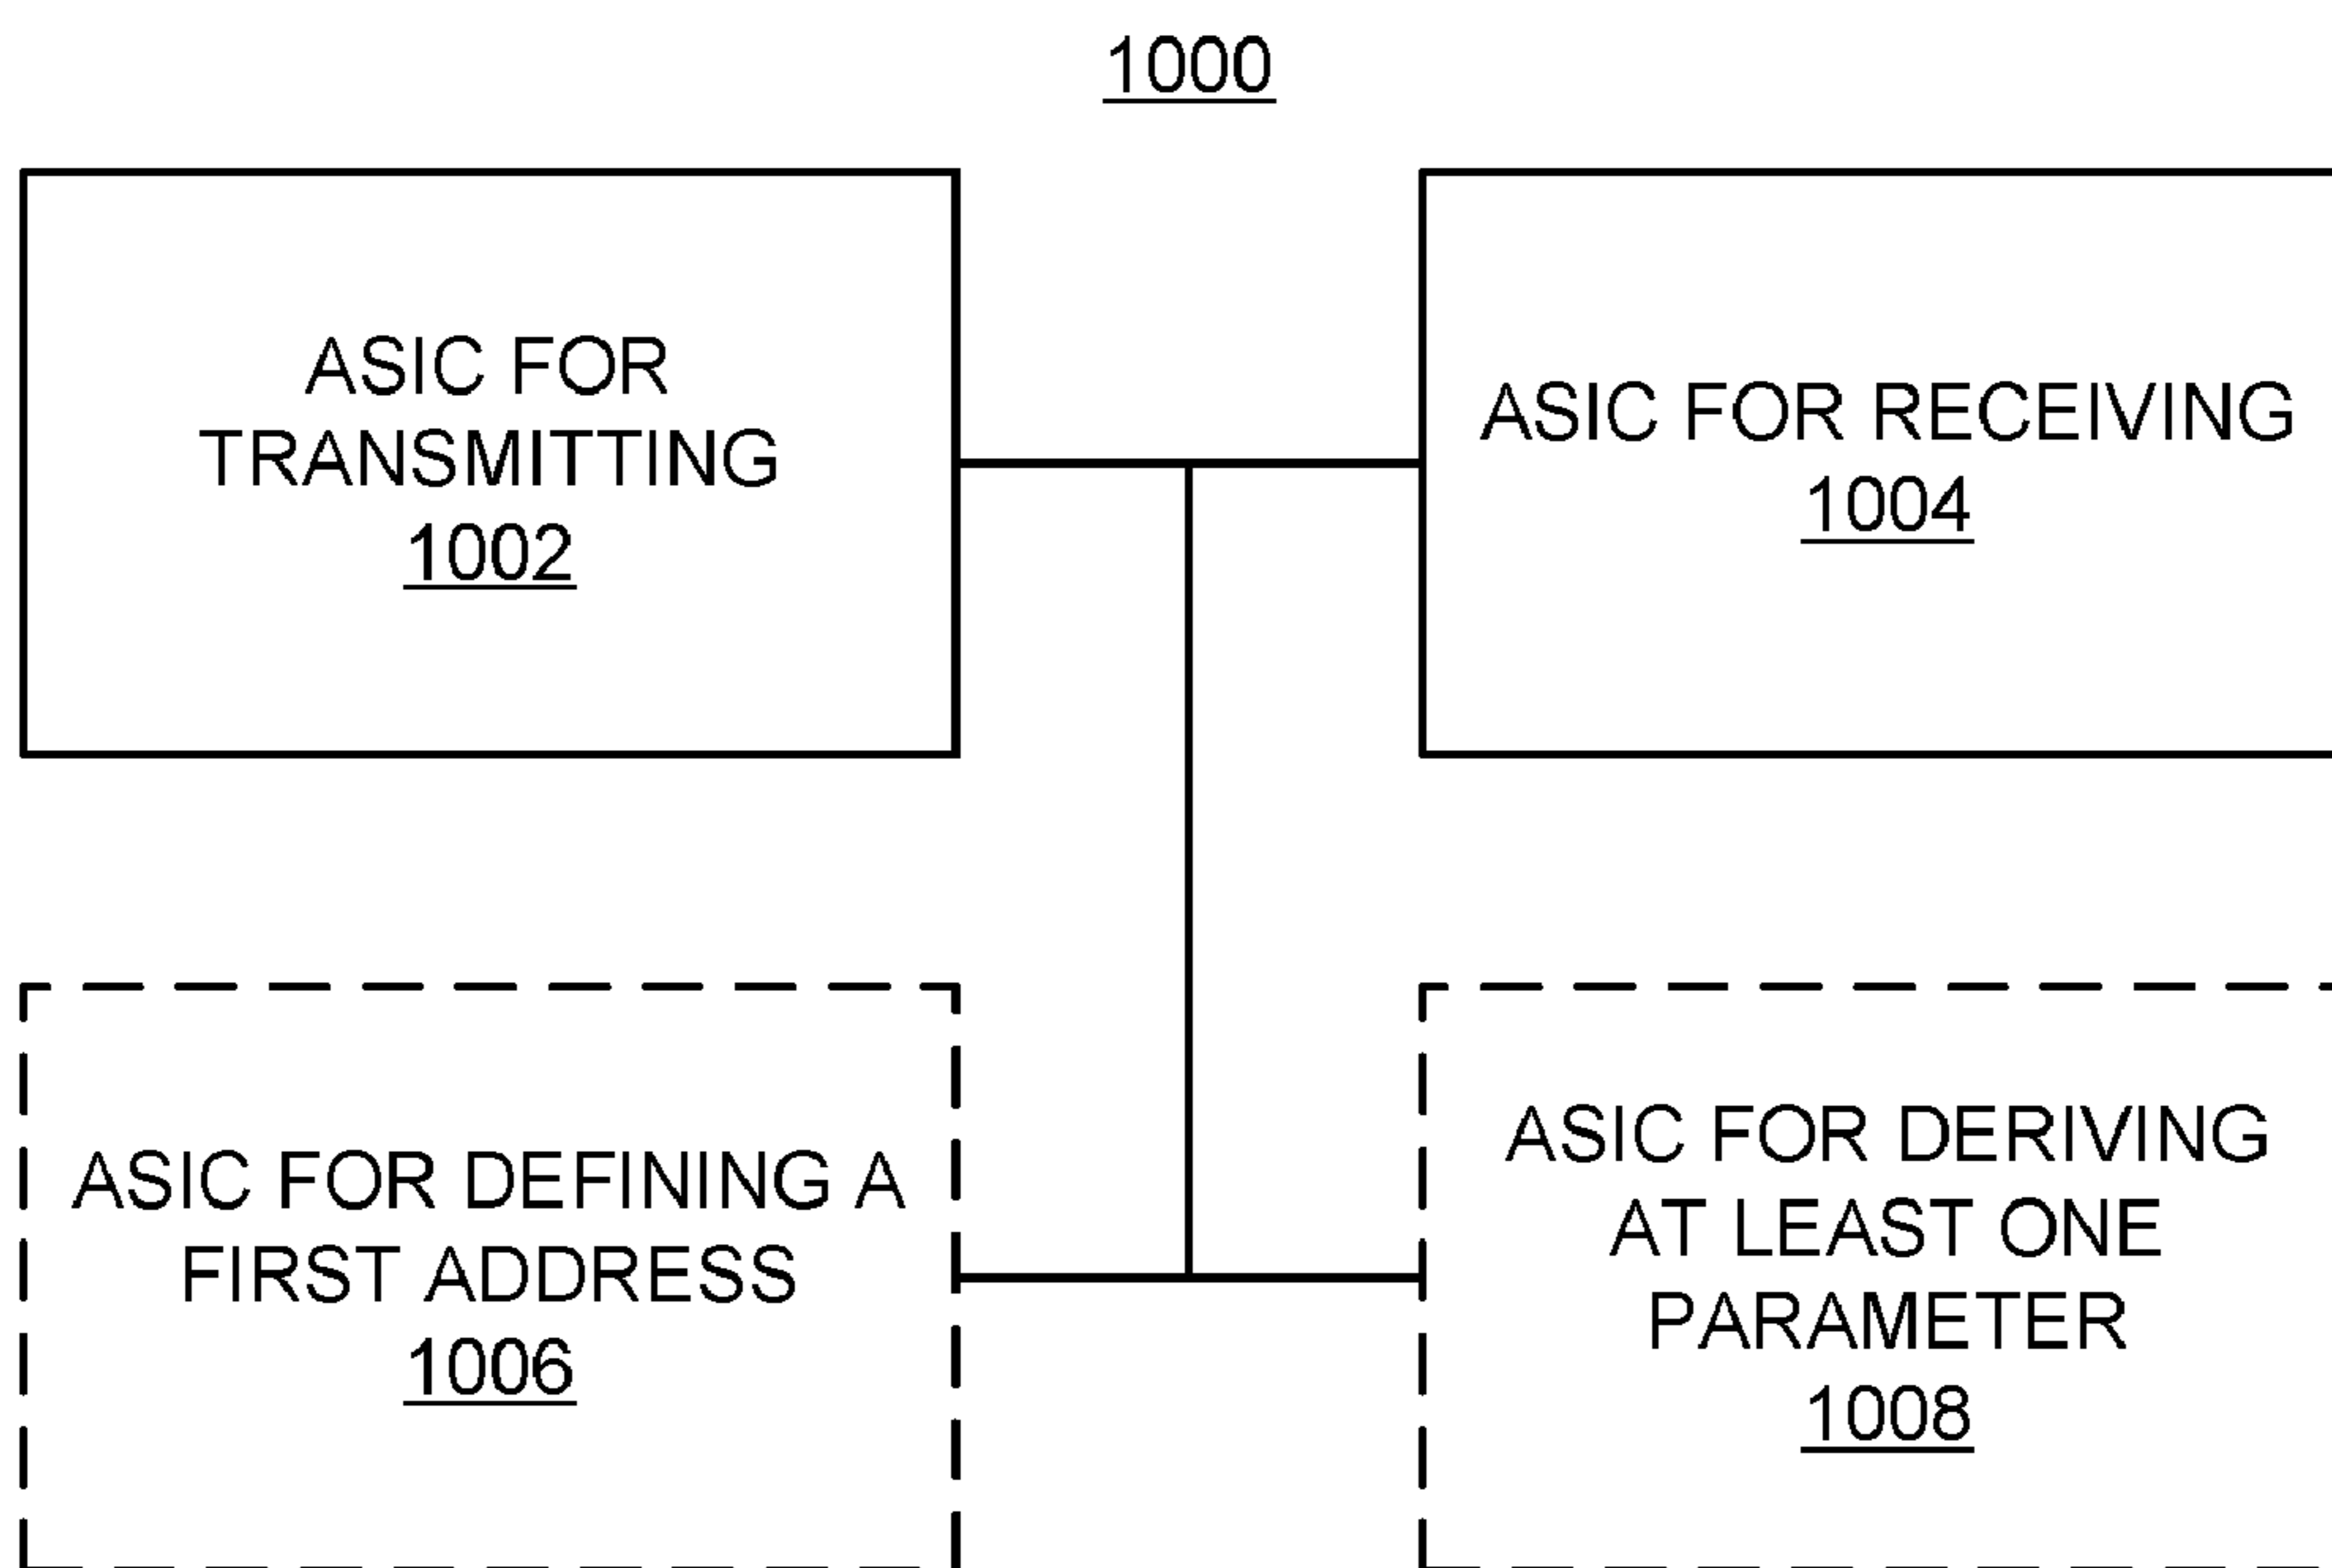 1000
ASIC FOR
TRANSMITTING
1002
ASIC FOR RECEIVING
1004
ASIC FOR DEFINING A
FIRST ADDRESS
1006
ASIC FOR DERIVING
AT LEAST ONE
PARAMETER
1008